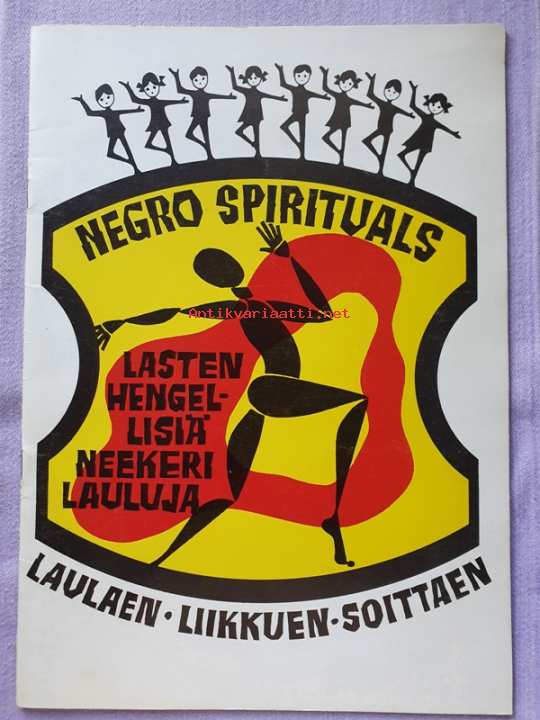 NEGRO SPIRITUALS
Antikvariaatti.net
LASTEN
HENGEL-
LISIÄ
NEEKERI
LAULUJA
LAULAEN · LIIKKUEN · SOITTAEN